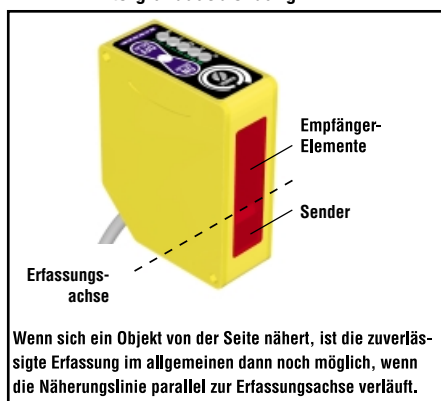 Empfänger-
Elemente
Sender
Erfassungs-
achse
Wenn sich ein Objekt von der Seite nähert, ist die zuverläs-
sigte Erfassung im allgemeinen dann noch möglich, wenn
die Näherungslinie parallel zur Erfassungsachse verläuft.